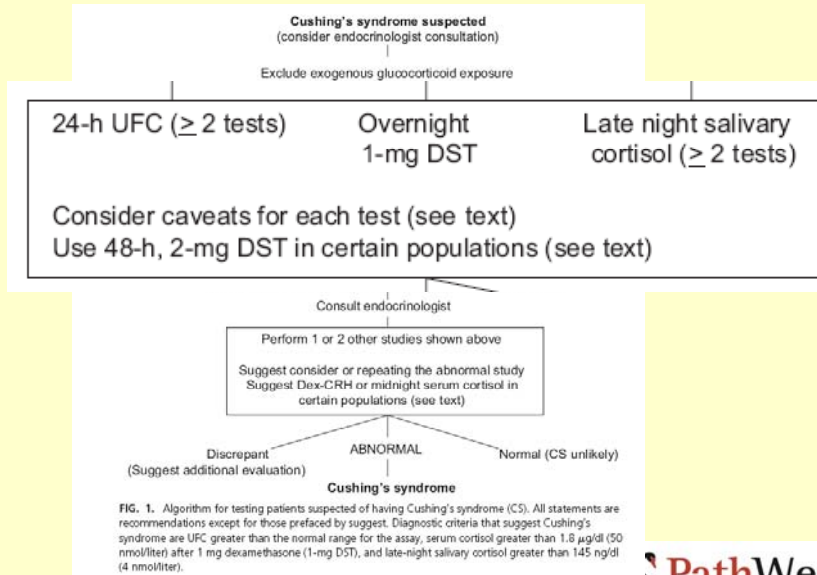 Cushing's syndrome suspected
(consider endocrinologist consultation)
Exclude exogenous glucocorticoid exposure
24-h UFC (≥ 2 tests)
Overnight
1-mg DST
Late night salivary
cortisol (≥ 2 tests)
Consider caveats for each test (see text)
Use 48-h, 2-mg DST in certain populations (see text)
Consult endocrinologist
Perform 1 or 2 other studies shown above
Suggest consider or repeating the abnormal study
Suggest Dex-CRH or midnight serum cortisol in
certain populations (see text)
Discrepant
(Suggest additional evaluation)
ABNORMAL
Normal (CS unlikely)
Cushing's syndrome
FIG. 1. Algorithm for testing patients suspected of having Cushing's syndrome (CS). All statements are
recommendations except for those prefaced by suggest. Diagnostic criteria that suggest Cushing's
syndrome are UFC greater than the normal range for the assay, serum cortisol greater than 1.8 μg/dl (50
nmol/liter) after 1 mg dexamethasone (1-mg DST), and late-night salivary cortisol greater than 145 ng/dl
(4 nmol/liter).
PathWe